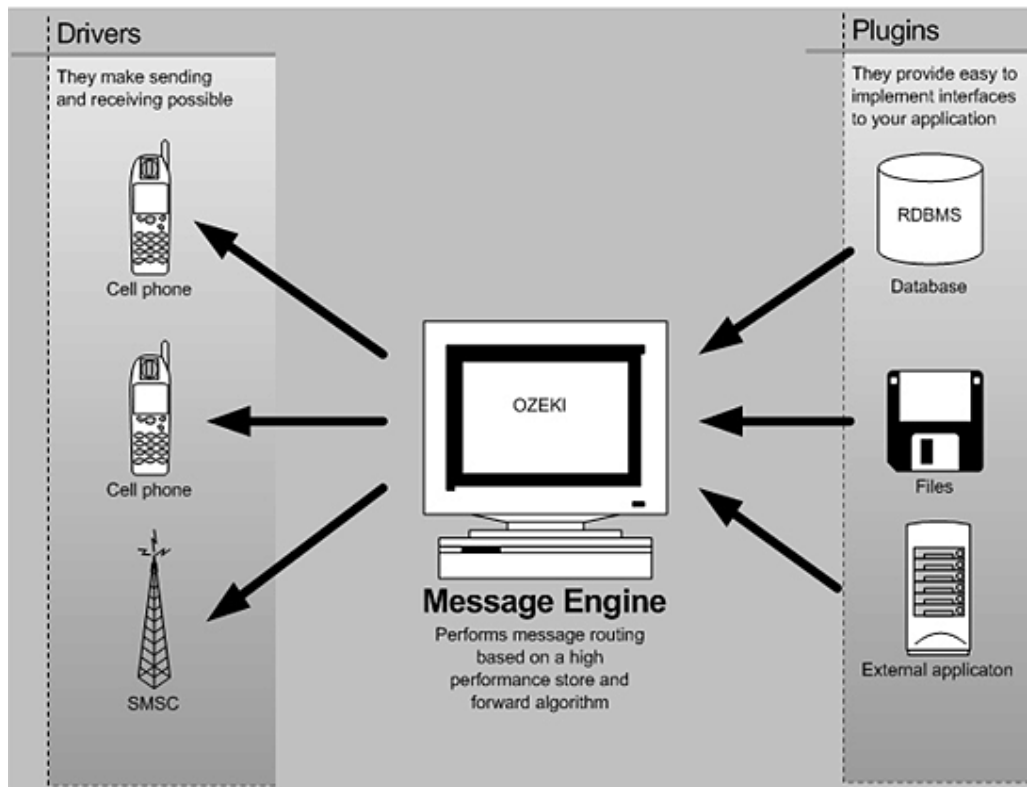 Drivers
They make sending
and receiving possible
Cell phone
Cell phone
SMSC
OZEKI
Message Engine
Performs message routing
based on a high
performance store and
forward algorithm
Plugins
They provide easy to
implement interfaces
to your application
RDBMS
Database
Files
External applicaton